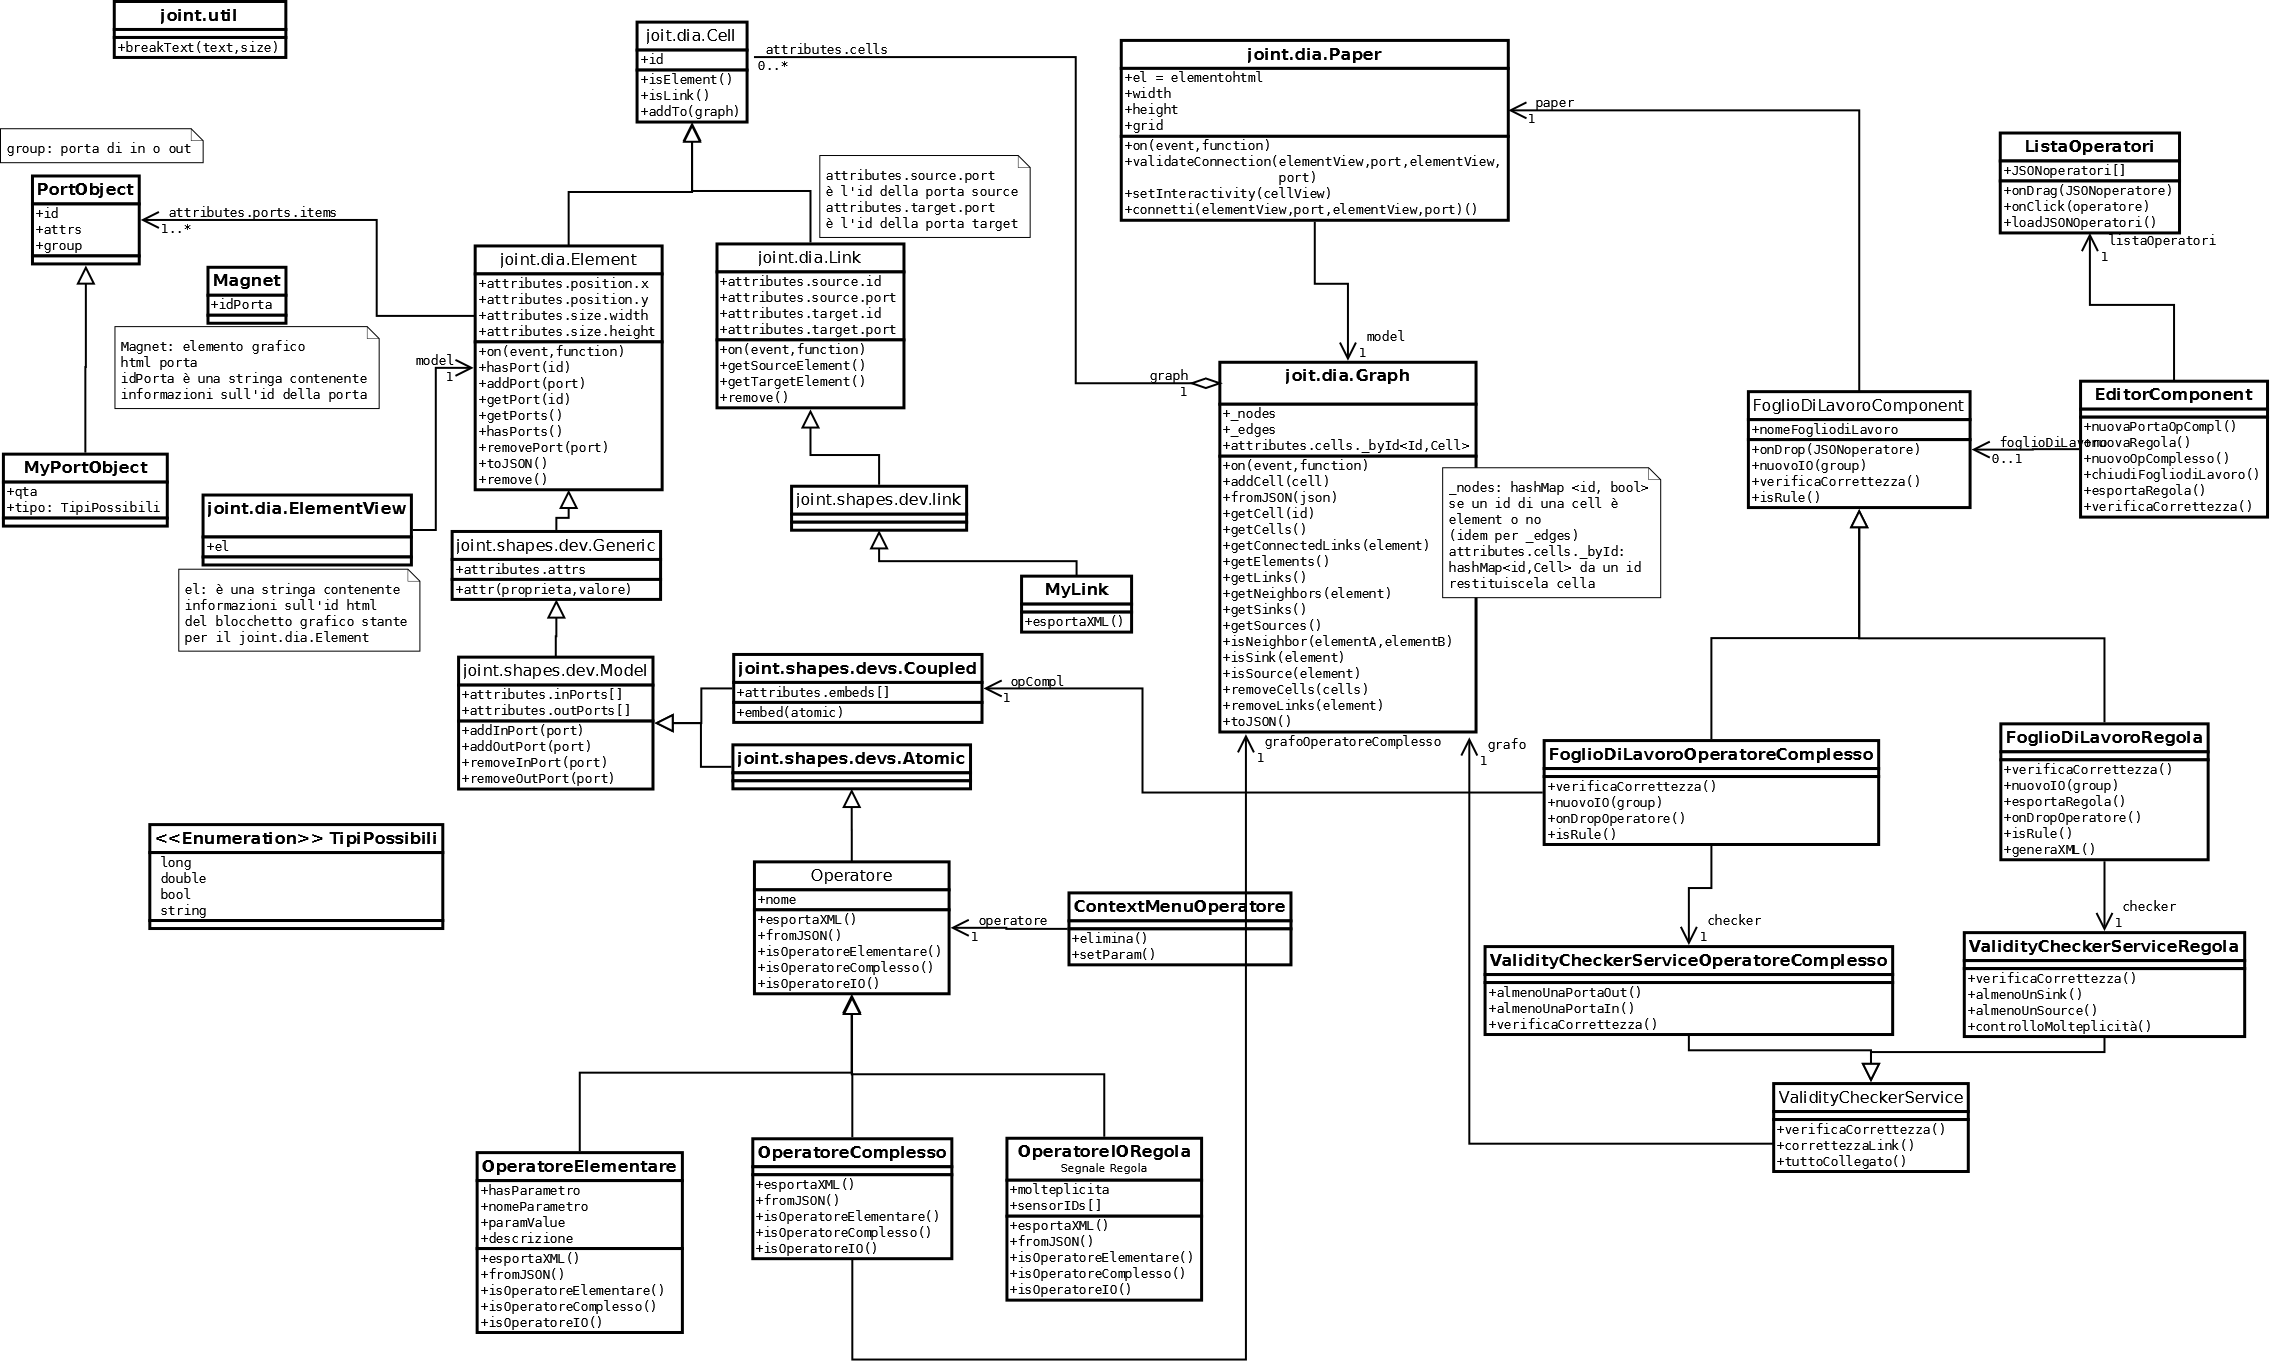 joint.util
+breakText(text,size)
joit.dia.Cell
+id
+isElement()
+isLink()
+addTo(graph)
attributes.cells
0..*
joint.dia.Paper
+el = elementohtml
+width
+height
+grid
+on(event,function)
+validateConnection(elementView,port,elementView,
port)
+setInteractivity(cellView)
+connetti(elementView,port,elementView,port)()
paper
1
ListaOperatori
+JSONoperatori[]
+onDrag(JSONoperatore)
+onClick(operatore)
+loadJSONOperatori()
listaOperatori
1
group: porta di in o out
PortObject
+id
+attrs
+group
attributes.ports.items
1..*
attributes.source.port
è l'id della porta source
attributes.target.port
è l'id della porta target
Magnet
+idPorta
Magnet: elemento grafico
html porta
idPorta è una stringa contenente
informazioni sull'id della porta
joint.dia.Element
+attributes.position.x
+attributes.position.y
+attributes.size.width
+attributes.size.height
+on(event,function)
+hasPort(id)
+addPort(port)
+getPort(id)
+getPorts()
+hasPorts()
+removePort(port)
+toJSON()
+remove()
model
1
joint.dia.Link
+attributes.source.id
+attributes.source.port
+attributes.target.id
+attributes.target.port
+on(event,function)
+getSourceElement()
+getTargetElement()
+remove()
model
1
graph
1
joit.dia.Graph
+_nodes
+_edges
+attributes.cells._byId<Id,Cell>
+on(event,function)
+addCell(cell)
+fromJSON(json)
+getCell(id)
+getCells()
+getConnectedLinks(element)
+getElements()
+getLinks()
+getNeighbors(element)
+getSinks()
+getSources()
+isNeighbor(elementA,elementB)
+isSink(element)
+isSource(element)
+removeCells(cells)
+removeLinks(element)
+toJSON()
_nodes: hashMap <id, bool>
se un id di una cell è
element o no
(idem per _edges)
attributes.cells._byId:
hashMap<id,Cell> da un id
restituiscela cella
FoglioDiLavoroComponent
+nomeFogliodiLavoro
+onDrop(JSONoperatore)
+nuovoIO(group)
+verificaCorrettezza()
+isRule()
foglioDiLavoro
0..1
EditorComponent
+nuovaPortaOpCompl()
+nuovaRegola()
+nuovoOpComplesso()
+chiudiFogliodiLavoro()
+esportaRegola()
+verificaCorrettezza()
MyPortObject
+qta
+tipo: TipiPossibili
joint.dia.ElementView
+el
el: è una stringa contenente
informazioni sull'id html
del blocchetto grafico stante
per il joint.dia.Element
joint.shapes.dev.Generic
+attributes.attrs
+attr(proprieta,valore)
joint.shapes.dev.link
MyLink
+esportaXML()
joint.shapes.dev.Model
+attributes.inPorts[]
+attributes.outPorts[]
+addInPort(port)
+addOutPort(port)
+removeInPort(port)
+removeOutPort(port)
joint.shapes.devs.Coupled
+attributes.embeds[]
+embed(atomic)
opCompl
1
joint.shapes.devs.Atomic
grafoOperatoreComplesso
1
grafo
1
FoglioDiLavoroOperatoreComplesso
+verificaCorrettezza()
+nuovoIO(group)
+onDropOperatore()
+isRule()
FoglioDiLavoroRegola
+verificaCorrettezza()
+nuovoIO(group)
+esportaRegola()
+onDropOperatore()
+isRule()
+generaXML()
<<Enumeration>> TipiPossibili
long
double
bool
string
Operatore
+nome
+esportaXML()
+fromJSON()
+isOperatoreElementare()
+isOperatoreComplesso()
+isOperatoreIO()
operatore
1
ContextMenuOperatore
+elimina()
+setParam()
checker
1
checker
1
ValidityCheckerServiceOperatoreComplesso
+almenoUnaPortaOut()
+almenoUnaPortaIn()
+verificaCorrettezza()
ValidityCheckerServiceRegola
+verificaCorrettezza()
+almenoUnSink()
+almenoUnSource()
+controlloMolteplicità()
ValidityCheckerService
+verificaCorrettezza()
+correttezzaLink()
+tuttoCollegato()
OperatoreElementare
+hasParametro
+nomeParametro
+paramValue
+descrizione
+esportaXML()
+fromJSON()
+isOperatoreElementare()
+isOperatoreComplesso()
+isOperatoreIO()
OperatoreComplesso
+esportaXML()
+fromJSON()
+isOperatoreElementare()
+isOperatoreComplesso()
+isOperatoreIO()
OperatoreIORegola
Segnale Regola
+molteplicita
+sensorIDs[]
+esportaXML()
+fromJSON()
+isOperatoreElementare()
+isOperatoreComplesso()
+isOperatoreIO()